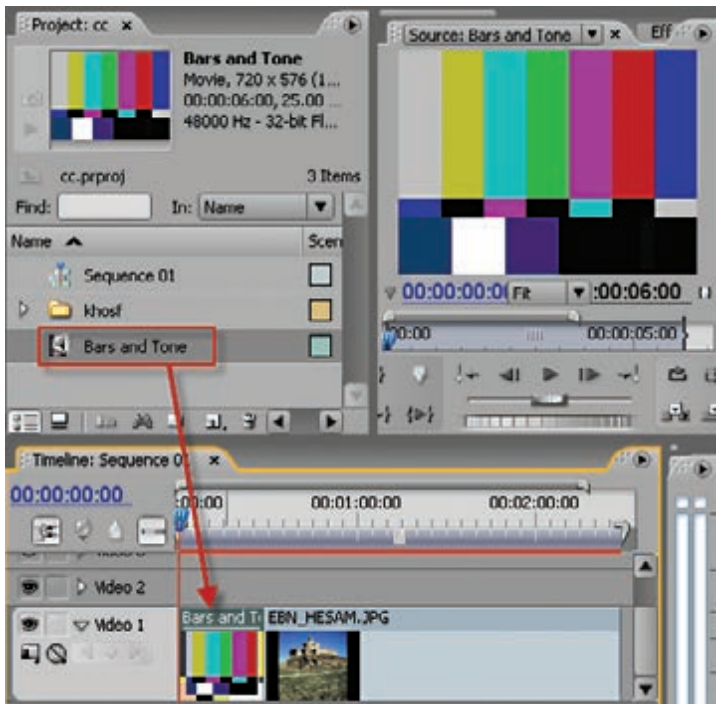 Project: cc
Bars and Tone
Movie, 720 x 576 (1...
00:00:06:00, 25.00 ...
48000 Hz - 32-bit Fl...
cc.prproj
3 Items
Find:
In: Name
Name
Scen
Sequence 01
khosf
Bars and Tone
Source: Bars and Tone
Eff
00:00:00:0
Fit
:00:06:00
00:00
00:00:05:00
Timeline: Sequence 01
00:00:00:00
:00:00
00:01:00:00
00:02:00:00
Video 2
Video 1
Bars and T
EBN_HESAM.JPG